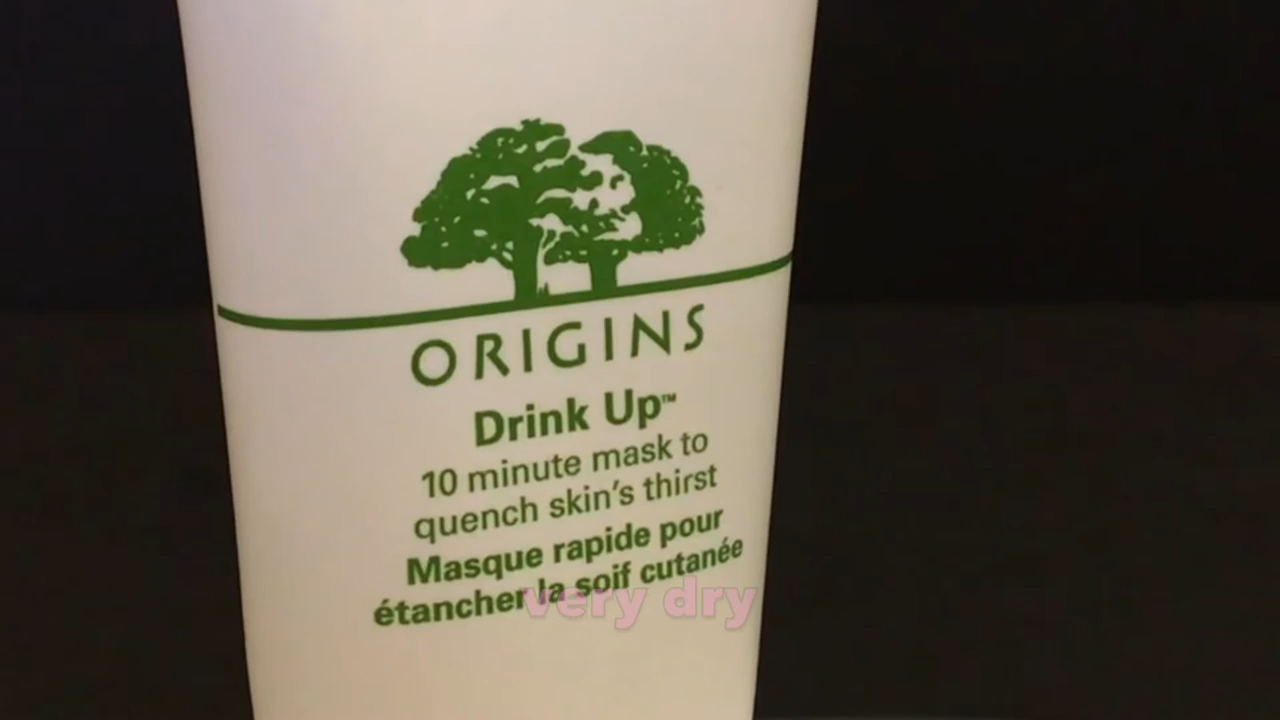 ORIGINS
Drink Up™
10 minute mask to
quench skin's thirst
Masque rapide pour
étancher la soif cutanée
very dry